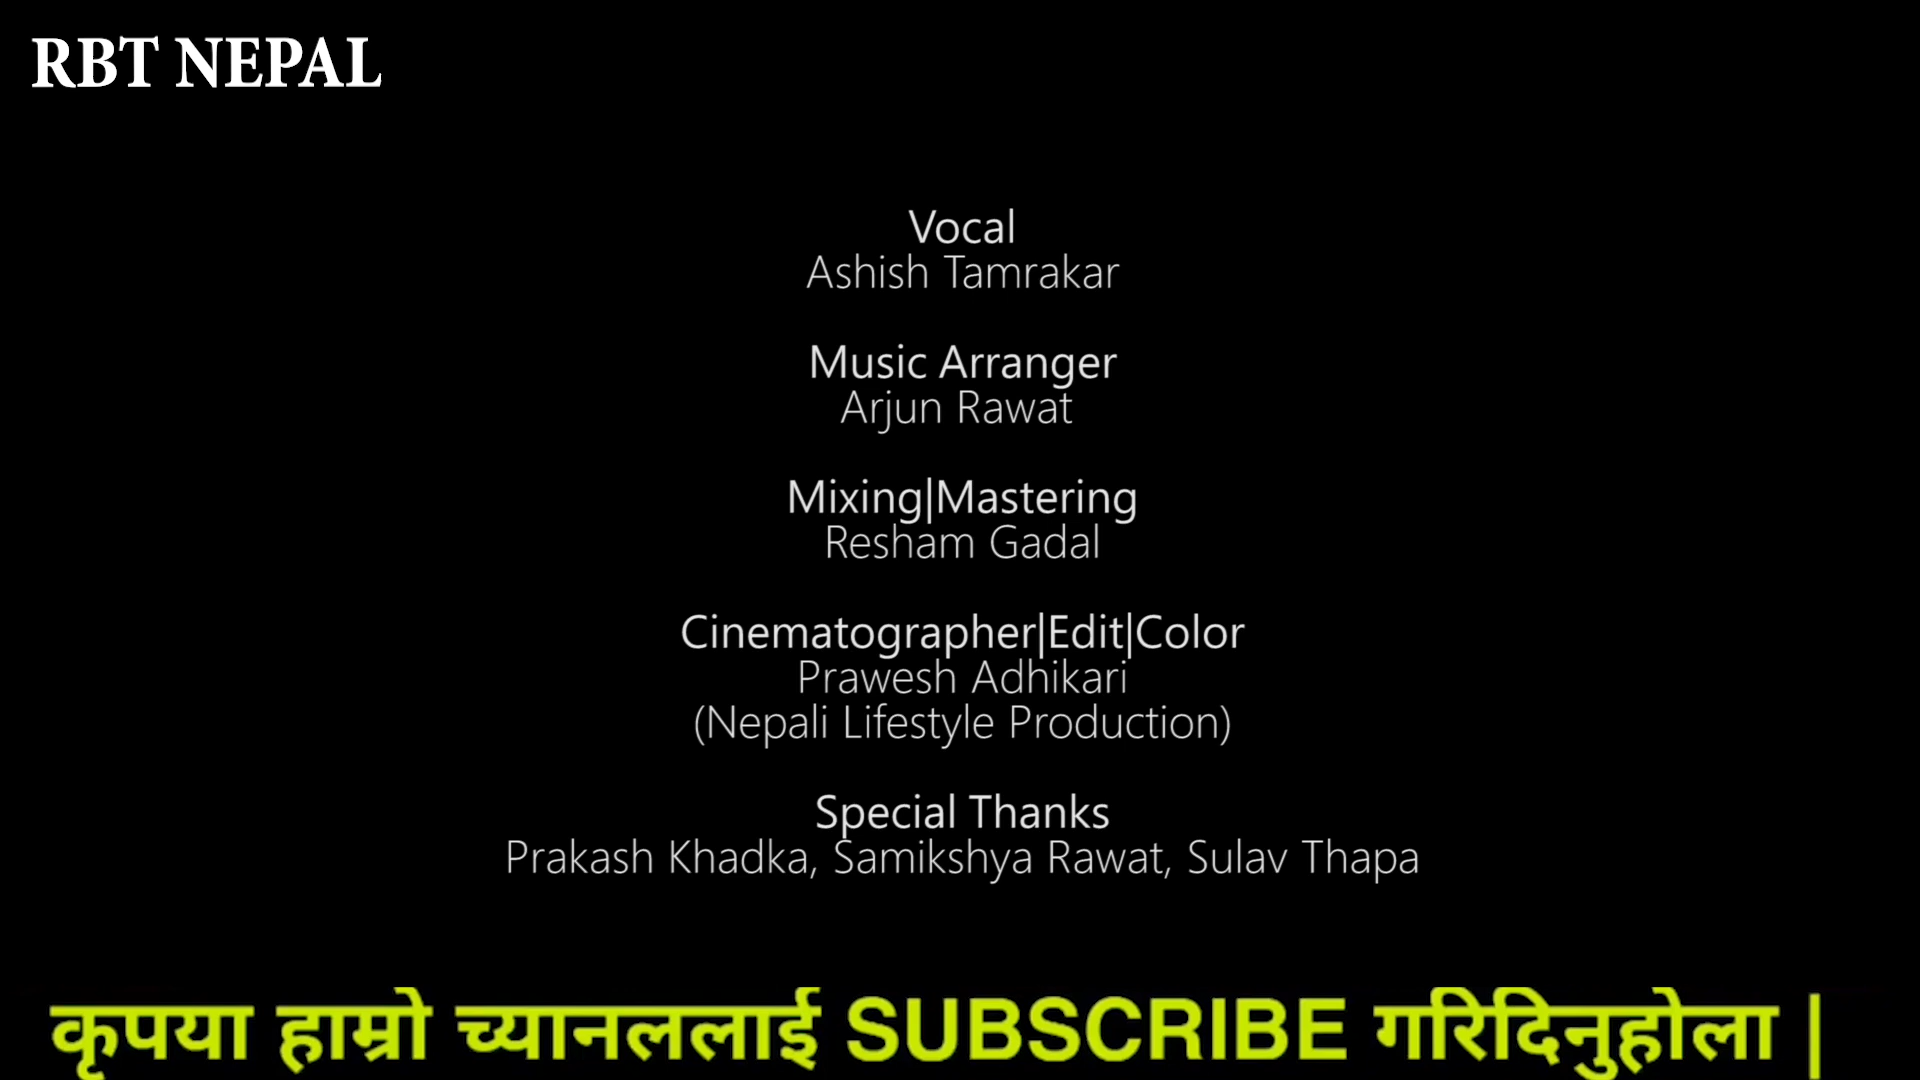 RBT NEPAL
Vocal
Ashish Tamrakar
Music Arranger
Arjun Rawat
Mixing|Mastering
Resham Gadal
Cinematographer|Edit|Color
Prawesh Adhikari
(Nepali Lifestyle Production)
Special Thanks
Prakash Khadka, Samikshya Rawat, Sulav Thapa
कृपया हाम्रो च्यानललाई SUBSCRIBE गरिदिनुहोला |